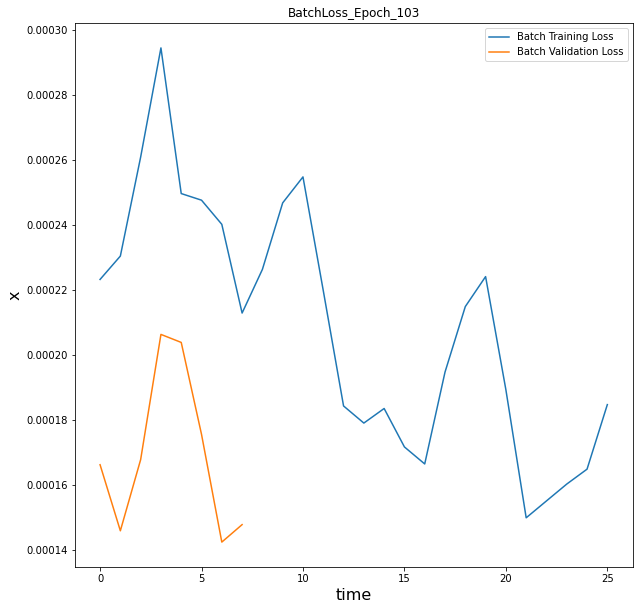 BatchLoss_Epoch_103
Batch Training Loss
Batch Validation Loss
0.00030
0.00028
0.00026
0.00024
0.00022
0.00020
0.00018
0.00016
0.00014
x
0 5 10 15 20 25
time